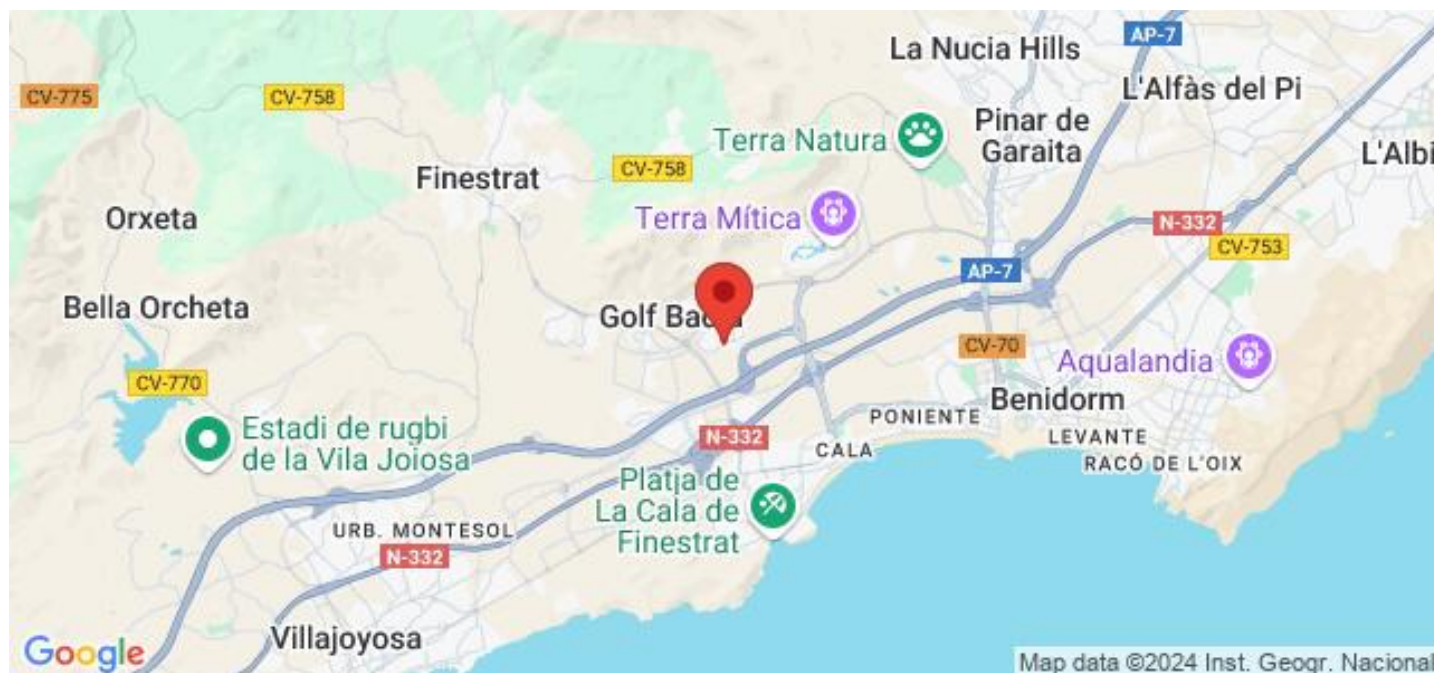 La Nucia Hills
AP-7
L'Alfàs del Pi
CV-775
CV-758
Terra Natura
Pinar de
Garaita
L'Albi
Finestrat
CV-758
Orxeta
Terra Mítica
N-332
CV-753
AP-7
Bella Orcheta
Golf
CV-70
Aqualandia
CV-770
Benidorm
PONIENTE
Estadi de rugbi
de la Vila Joiosa
N-332
CALA
LEVANTE
RACÓ DE L'OIX
Platja de
La Cala de
Finestrat
URB. MONTESOL
N-332
Villajoyosa
Google
Map data ©2024 Inst. Geogr. Nacional